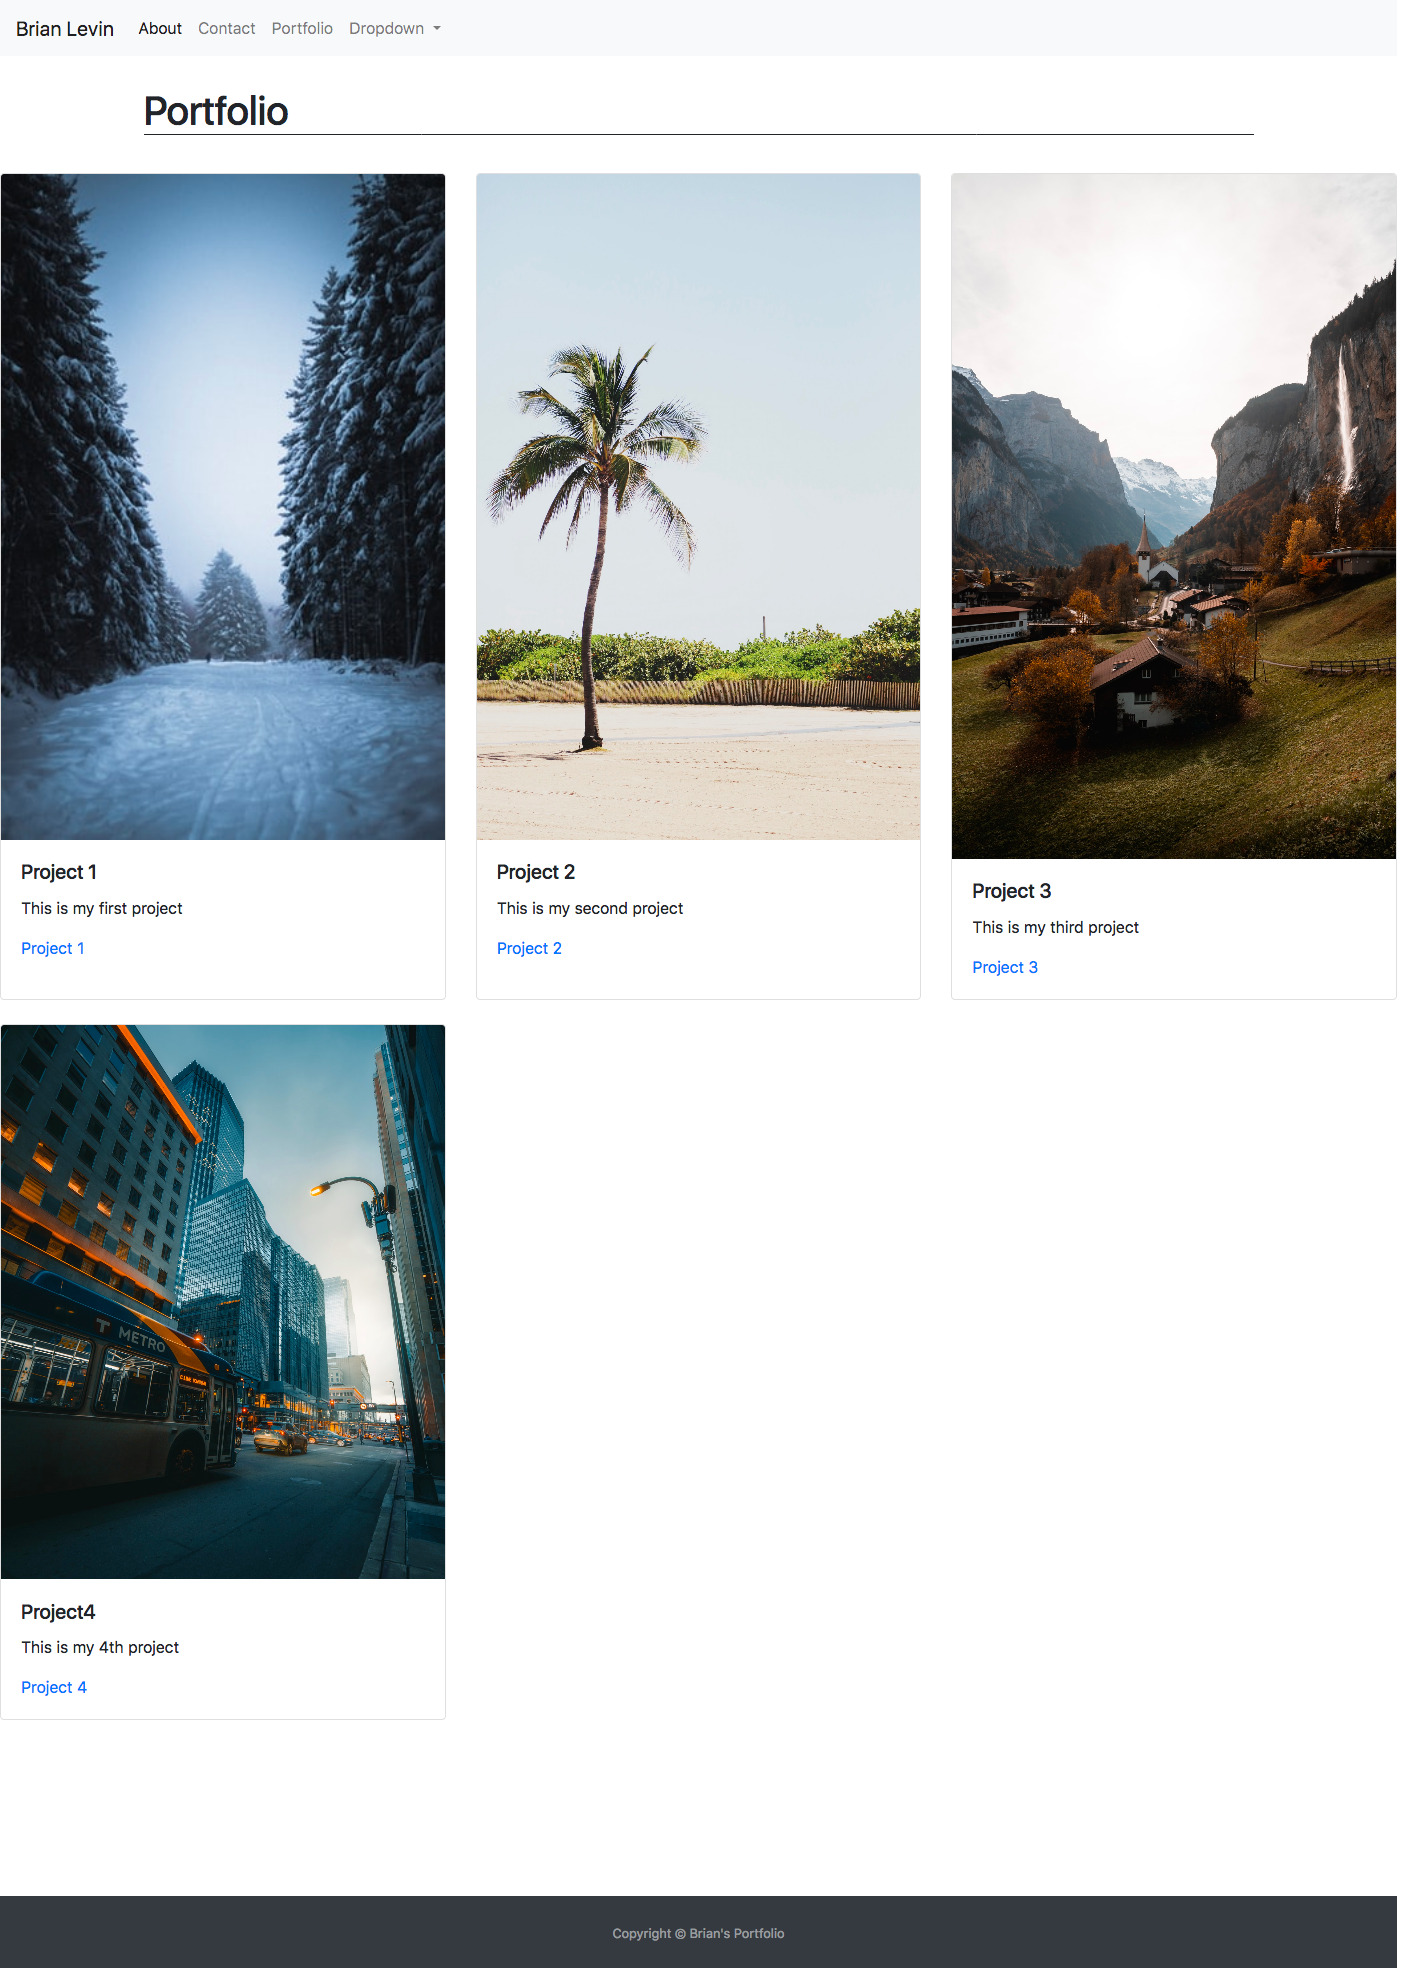 Brian Levin About Contact Portfolio Dropdown
Portfolio
Project 1
This is my first project
Project 1
Project 2
This is my second project
Project 2
Project 3
This is my third project
Project 3
T METRO
Project4
This is my 4th project
Project 4
Copyright © Brian's Portfolio